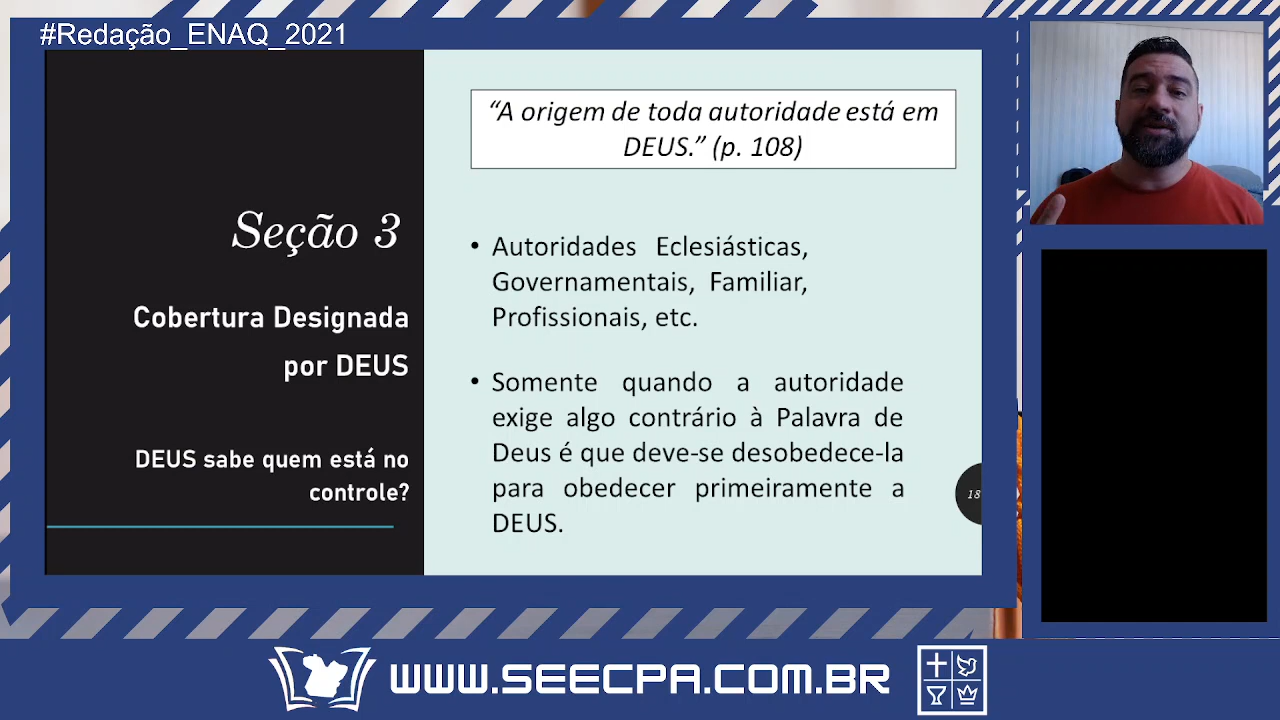 #Redação_ENAQ_2021
Seção 3
Cobertura Designada
por DEUS
DEUS sabe quem está no
controle?
“A origem de toda autoridade está em
DEUS.” (p. 108)
• Autoridades Eclesiásticas,
Governamentais, Familiar,
Profissionais, etc.
• Somente quando a autoridade
exige algo contrário à Palavra de
Deus é que deve-se desobedece-la
para obedecer primeiramente a
DEUS.
18
WWW.SEECPA.COM.BR